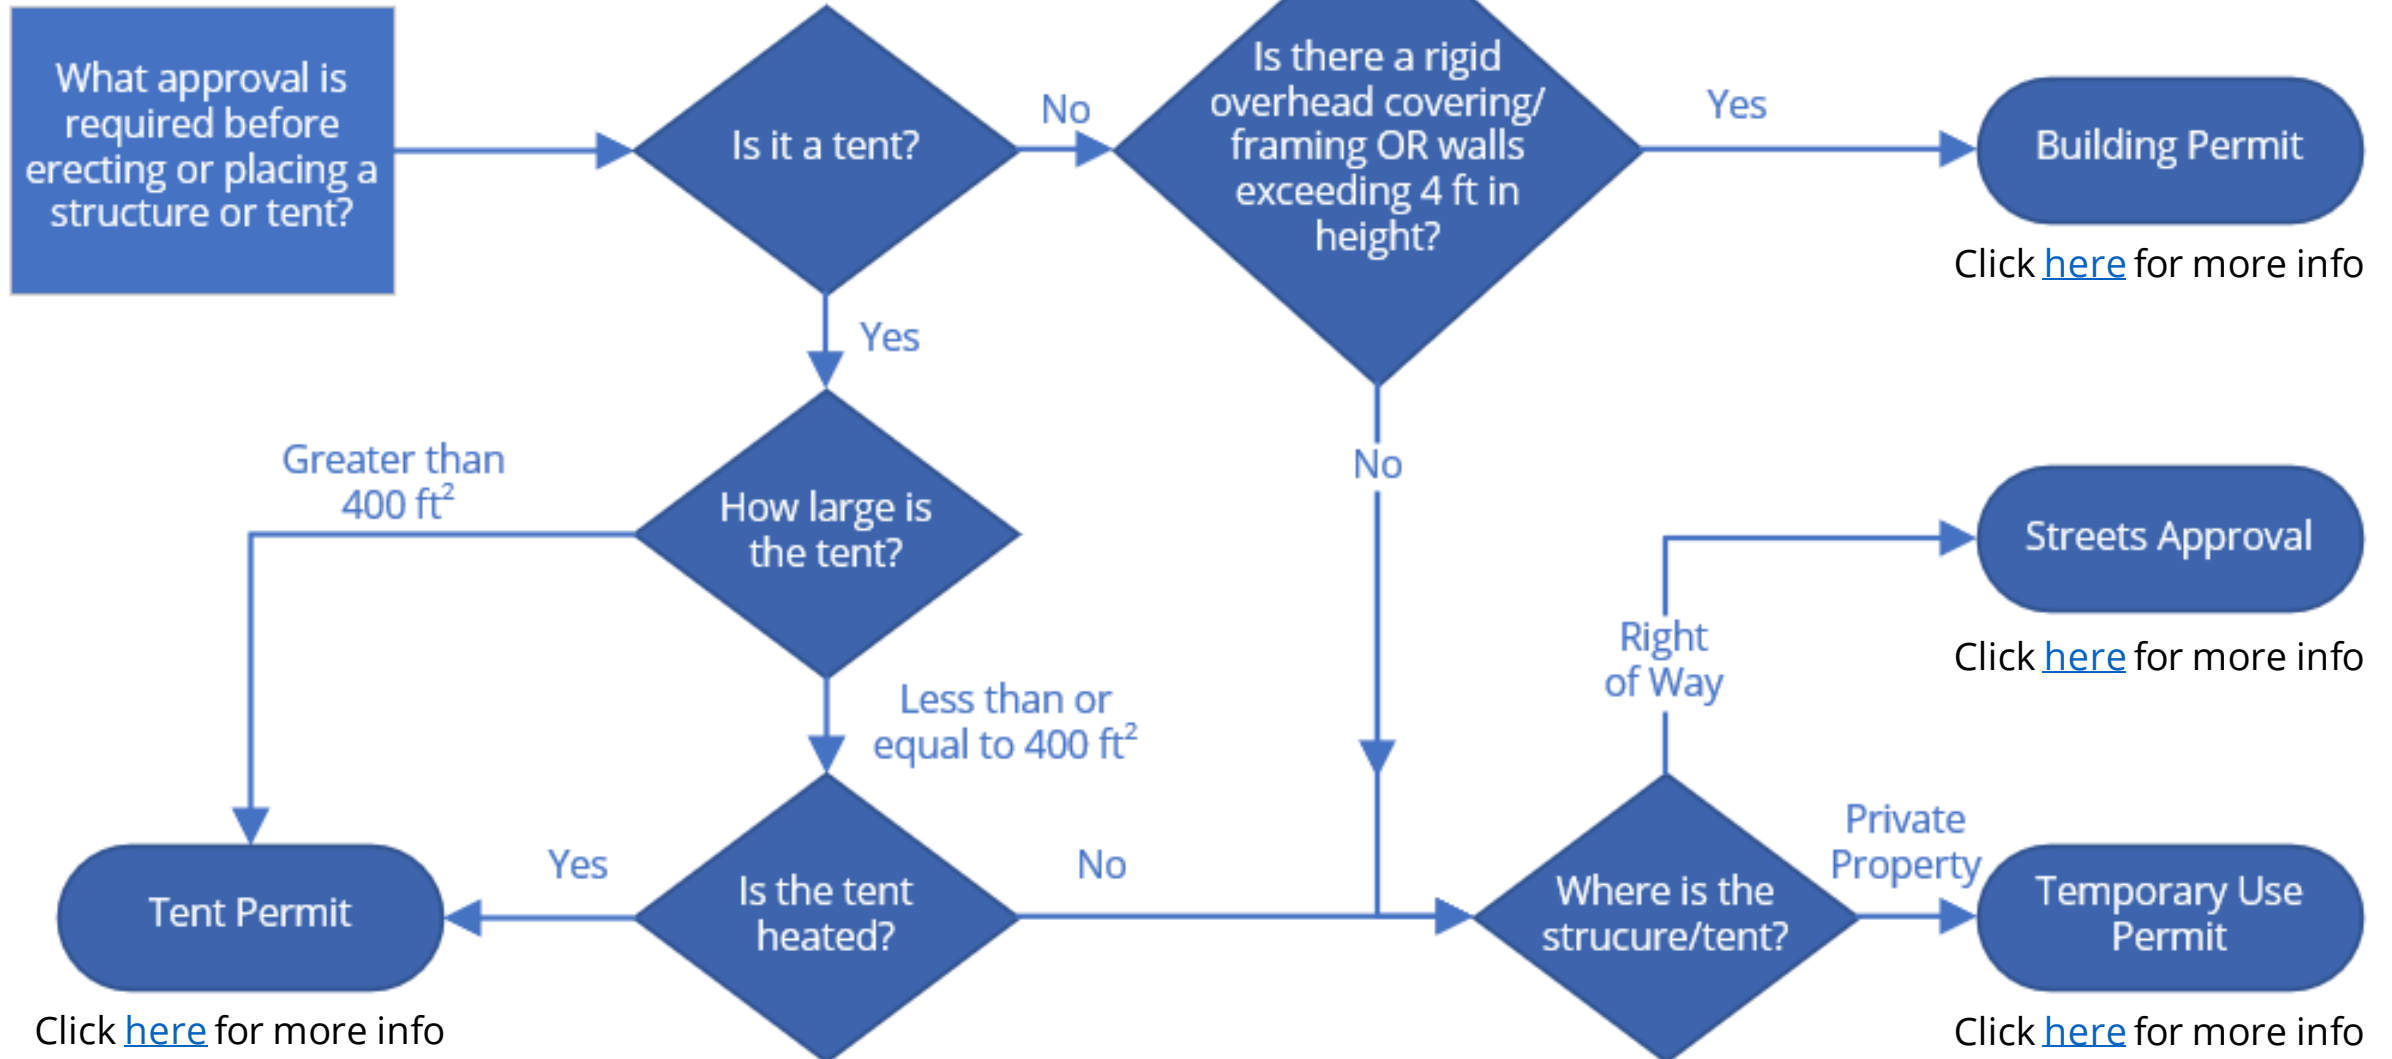 What approval is
required before
erecting or placing a
structure or tent?
Is it a tent?
No
Is there a rigid
overhead covering/
framing OR walls
exceeding 4 ft in
height?
Yes
Building Permit
Click here for more info
Yes
Greater than
400 ft²
How large is
the tent?
No
Streets Approval
Click here for more info
Right
of Way
Less than or
equal to 400 ft²
Private
Property
Tent Permit
Yes
Is the tent
heated?
No
Where is the
strucure/tent?
Temporary Use
Permit
Click here for more info
Click here for more info